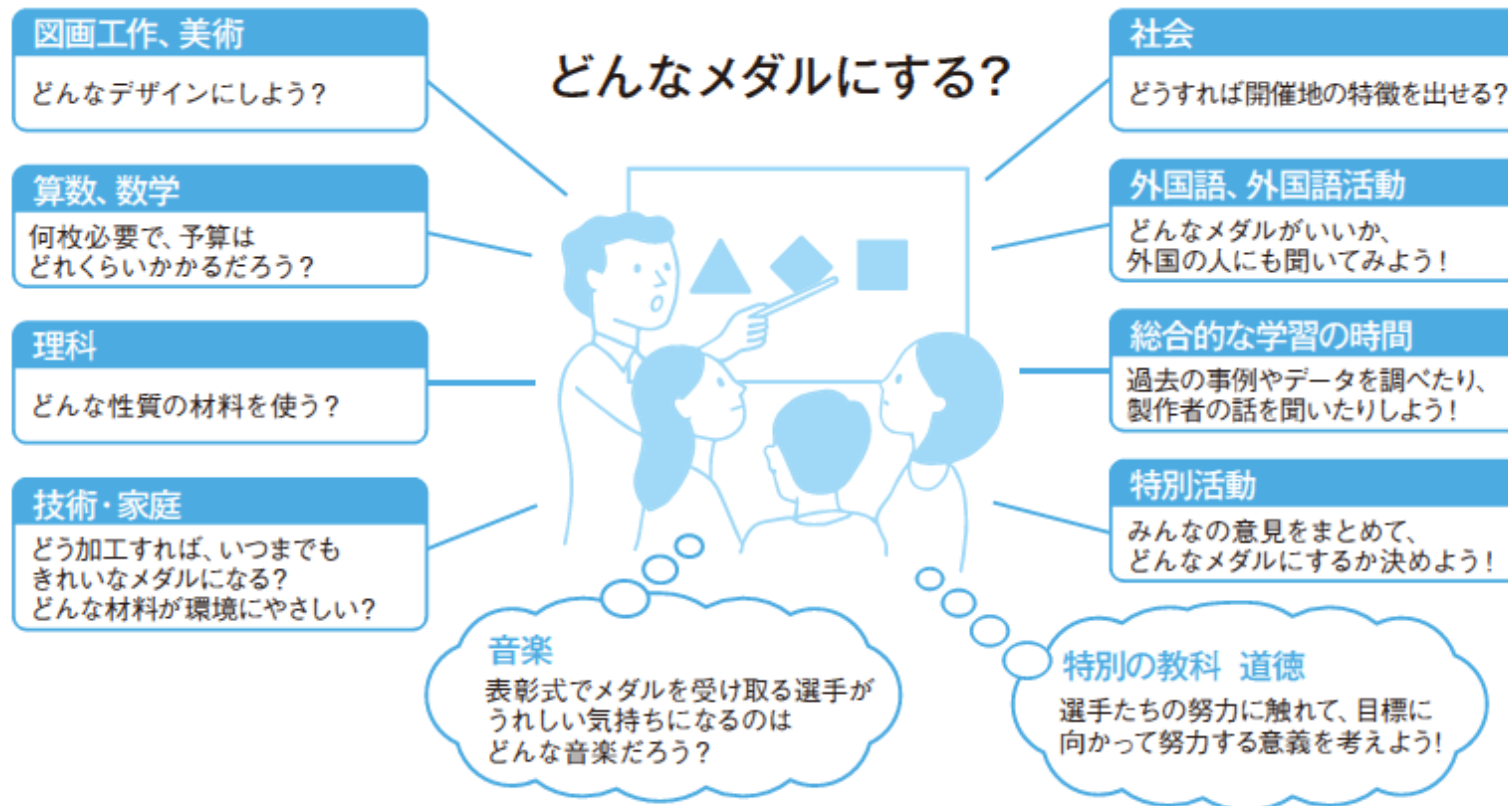 どんなメダルにする?
図画工作、美術
どんなデザインにしよう?
算数、数学
何枚必要で、予算は
どれくらいかかるだろう?
理科
どんな性質の材料を使う?
技術・家庭
どう加工すれば、いつまでも
きれいなメダルになる?
どんな材料が環境にやさしい?
社会
どうすれば開催地の特徴を出せる?
外国語、外国語活動
どんなメダルがいいか、
外国の人にも聞いてみよう!
総合的な学習の時間
過去の事例やデータを調べたり、
製作者の話を聞いたりしよう!
特別活動
みんなの意見をまとめて、
どんなメダルにするか決めよう!
音楽
表彰式でメダルを受け取る選手が
うれしい気持ちになるのは
どんな音楽だろう?
特別の教科 道徳
選手たちの努力に触れて、目標に
向かって努力する意義を考えよう!